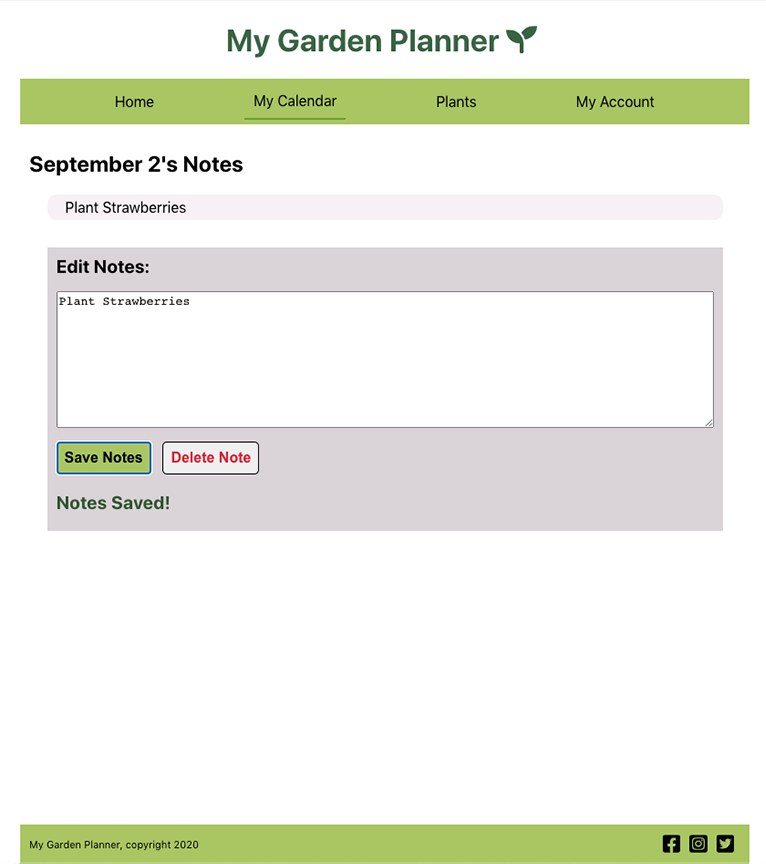 My Garden Planner
Home My Calendar Plants My Account
September 2's Notes
Plant Strawberries
Edit Notes:
Plant Strawberries
Save Notes Delete Note
Notes Saved!
My Garden Planner, copyright 2020